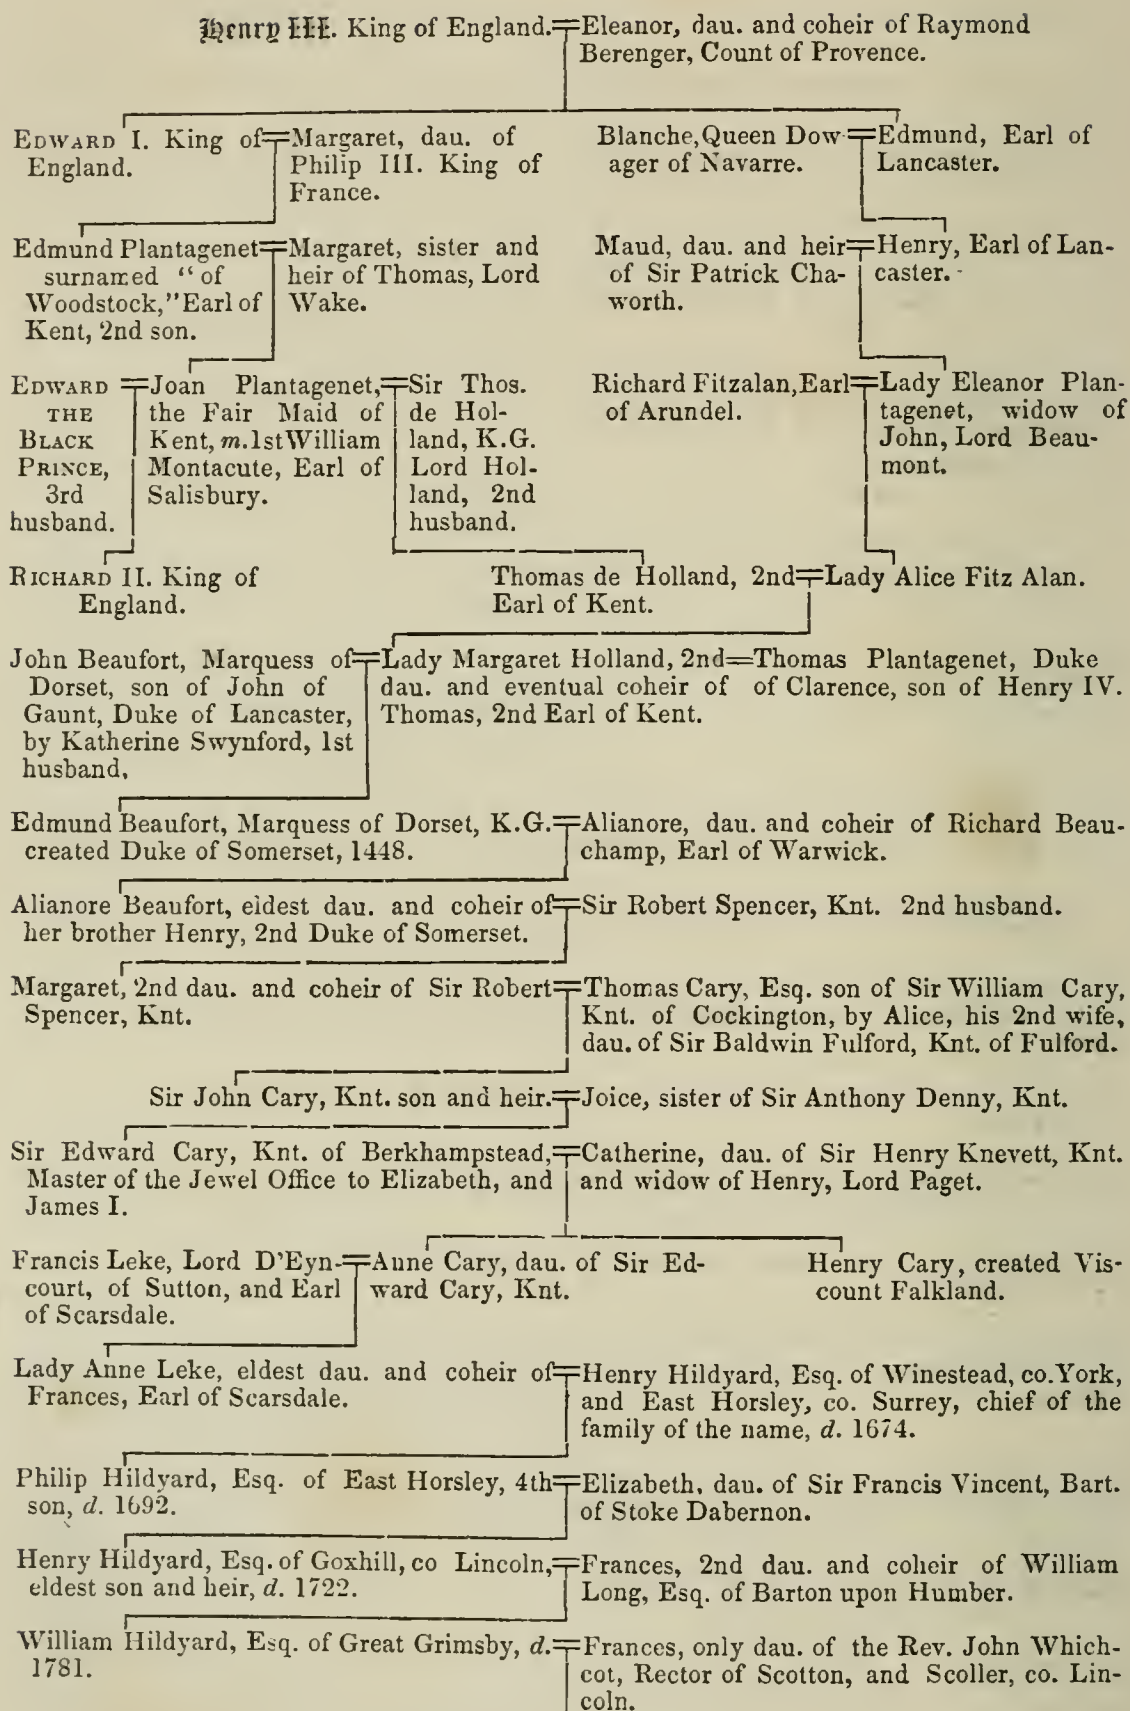 Henry III. King of England.=Eleanor, dau. and coheir of Raymond
Berenger, Count of Provence.
EDWARD I. King of
England.
Margaret, dau. of
Philip III. King of
France.
Blanche, Queen Dow-
ager of Navarre.
Edmund, Earl of
Lancaster.
Edmund Plantagenet
surnamed "of
Woodstock," Earl of
Kent, 2nd son.
Margaret, sister and
heir of Thomas, Lord
Wake.
Maud, dau. and heir
of Sir Patrick Cha-
worth.
Henry, Earl of Lan-
caster.
EDWARD
THE
BLACK
PRINCE,
3rd
husband.
Joan Plantagenet,
the Fair Maid of
Kent, m. 1st William
Montacute, Earl of
Salisbury.
Sir Thos.
de Hol-
land, K.G.
Lord Hol-
land, 2nd
husband.
Richard Fitzalan, Earl
of Arundel.
Lady Eleanor Plan-
tagenet, widow of
John, Lord Beau-
mont.
RICHARD II. King of
England.
Thomas de Holland, 2nd
Earl of Kent.
Lady Alice Fitz Alan.
John Beaufort, Marquess of
Dorset, son of John of
Gaunt, Duke of Lancaster,
by Katherine Swynford, 1st
husband.
Lady Margaret Holland, 2nd
dau. and eventual coheir of
Thomas, 2nd Earl of Kent.
Thomas Plantagenet, Duke
of Clarence, son of Henry IV.
Edmund Beaufort, Marquess of Dorset, K.G.
created Duke of Somerset, 1448.
Alianore, dau. and coheir of Richard Beau-
champ, Earl of Warwick.
Alianore Beaufort, eldest dau. and coheir of
her brother Henry, 2nd Duke of Somerset.
Sir Robert Spencer, Knt. 2nd husband.
Margaret, 2nd dau. and coheir of Sir Robert
Spencer, Knt.
Thomas Cary, Esq. son of Sir William Cary,
Knt. of Cockington, by Alice, his 2nd wife,
dau. of Sir Baldwin Fulford, Knt. of Fulford.
Sir John Cary, Knt. son and heir.
Joice, sister of Sir Anthony Denny, Knt.
Sir Edward Cary, Knt. of Berkhampstead,
Master of the Jewel Office to Elizabeth, and
James I.
Catherine, dau. of Sir Henry Knevett, Knt.
and widow of Henry, Lord Paget.
Francis Leke, Lord D'Eyn-
court, of Sutton, and Earl
of Scarsdale.
Anne Cary, dau. of Sir Ed-
ward Cary, Knt.
Henry Cary, created Vis-
count Falkland.
Lady Anne Leke, eldest dau. and coheir of
Frances, Earl of Scarsdale.
Henry Hildyard, Esq. of Winestead, co. York,
and East Horsley, co. Surrey, chief of the
family of the name, d. 1674.
Philip Hildyard, Esq. of East Horsley, 4th
son, d. 1692.
Elizabeth, dau. of Sir Francis Vincent, Bart.
of Stoke Dabernon.
Henry Hildyard, Esq. of Goxhill, co Lincoln,
eldest son and heir, d. 1722.
Frances, 2nd dau. and coheir of William
Long, Esq. of Barton upon Humber.
William Hildyard, Esq. of Great Grimsby, d.
1781.
Frances, only dau. of the Rev. John Which-
cot, Rector of Scotton, and Scoller, co. Lin-
coln.